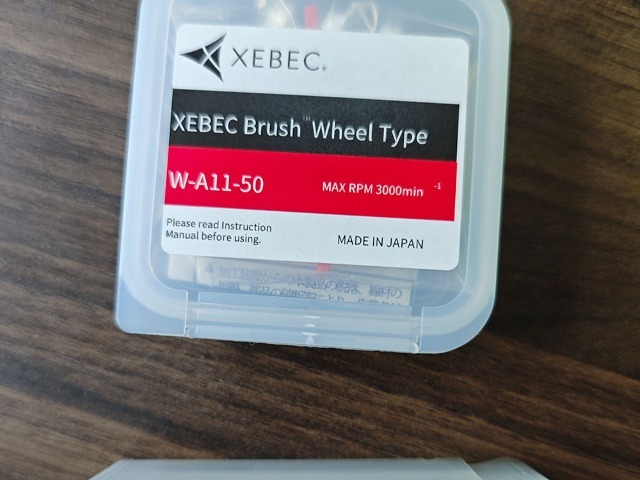 XEBEC®
XEBEC Brush™ Wheel Type
W-A11-50 MAX RPM 3000min⁻¹
Please read Instruction
Manual before using.
MADE IN JAPAN